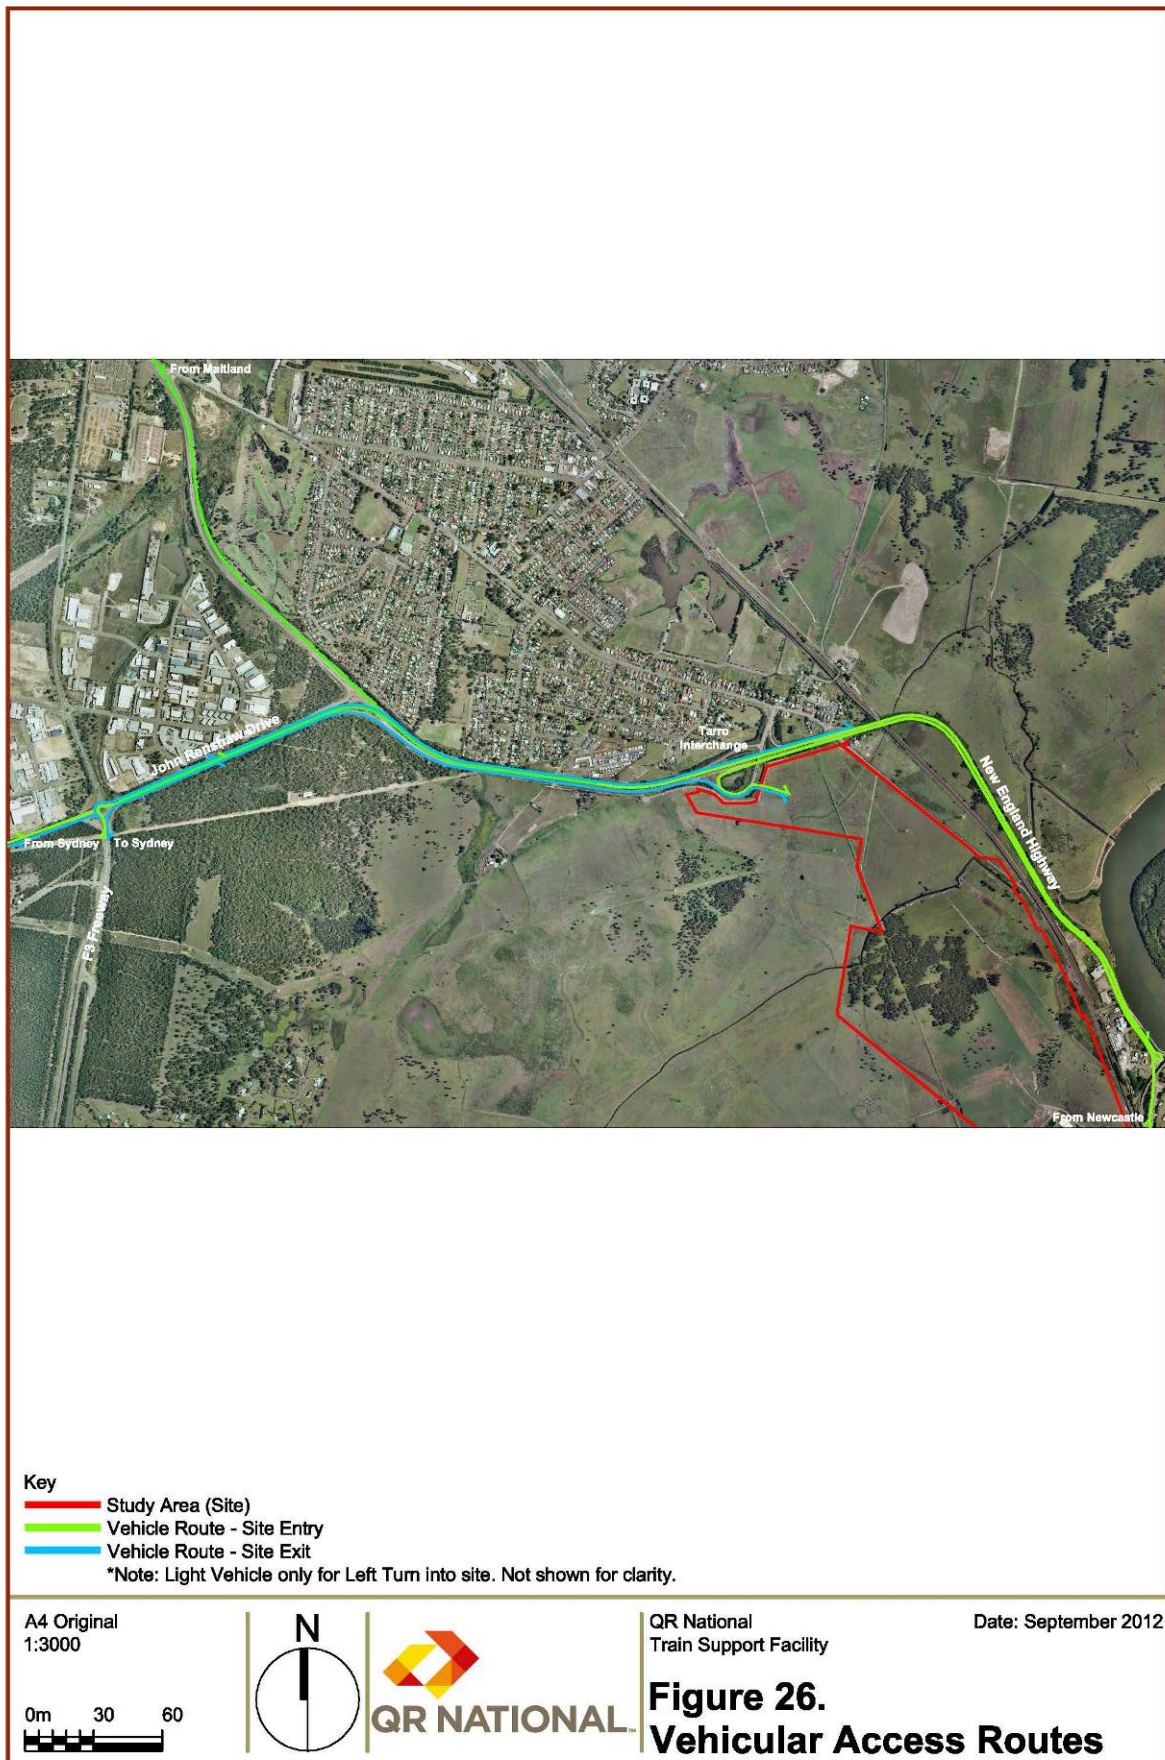 From Maitland
John Renshaw Drive
Tarro
Interchange
New England Highway
From Sydney
To Sydney
F3 Freeway
From Newcastle
Key
Study Area (Site)
Vehicle Route - Site Entry
Vehicle Route - Site Exit
*Note: Light Vehicle only for Left Turn into site. Not shown for clarity.
A4 Original
1:3000
0m 30 60
N
QR NATIONAL™
QR National
Train Support Facility
Date: September 2012
Figure 26.
Vehicular Access Routes